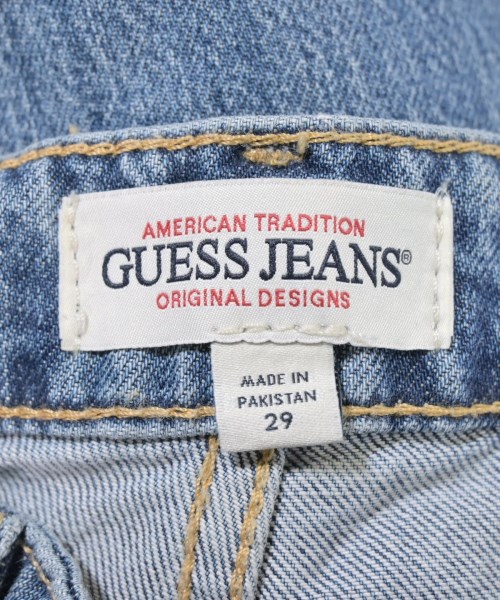 AMERICAN TRADITION
GUESS JEANS®
ORIGINAL DESIGNS
MADE IN
PAKISTAN
29